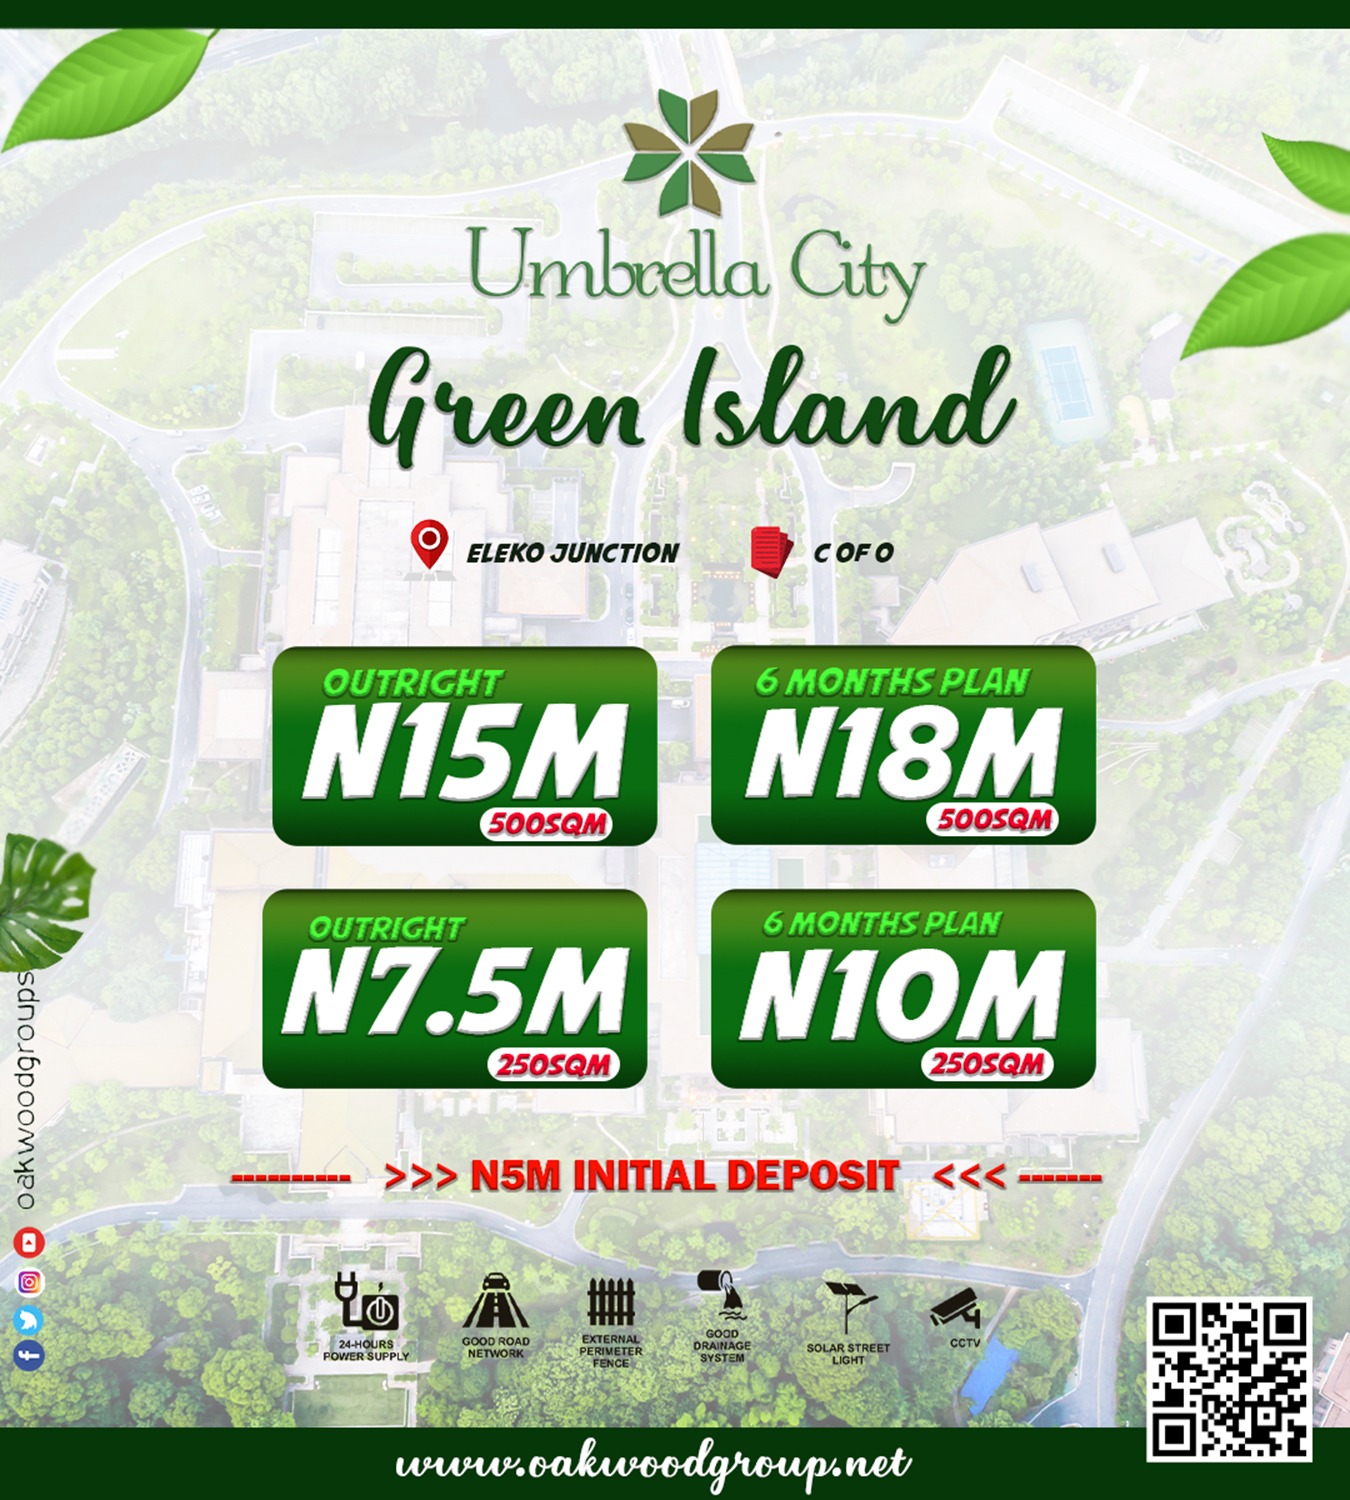 Umbrella City
Green Island
ELEKO JUNCTION
C OF O
OUTRIGHT
N15M
500SQM
6 MONTHS PLAN
N18M
500SQM
OUTRIGHT
N7.5M
250SQM
6 MONTHS PLAN
N10M
250SQM
---------- >>> N5M INITIAL DEPOSIT <<< -------
24-HOURS
POWER SUPPLY
GOOD ROAD
NETWORK
EXTERNAL
PERIMETER
FENCE
GOOD
DRAINAGE
SYSTEM
SOLAR STREET
LIGHT
CCTV
oakwoodgroups
www.oakwoodgroup.net